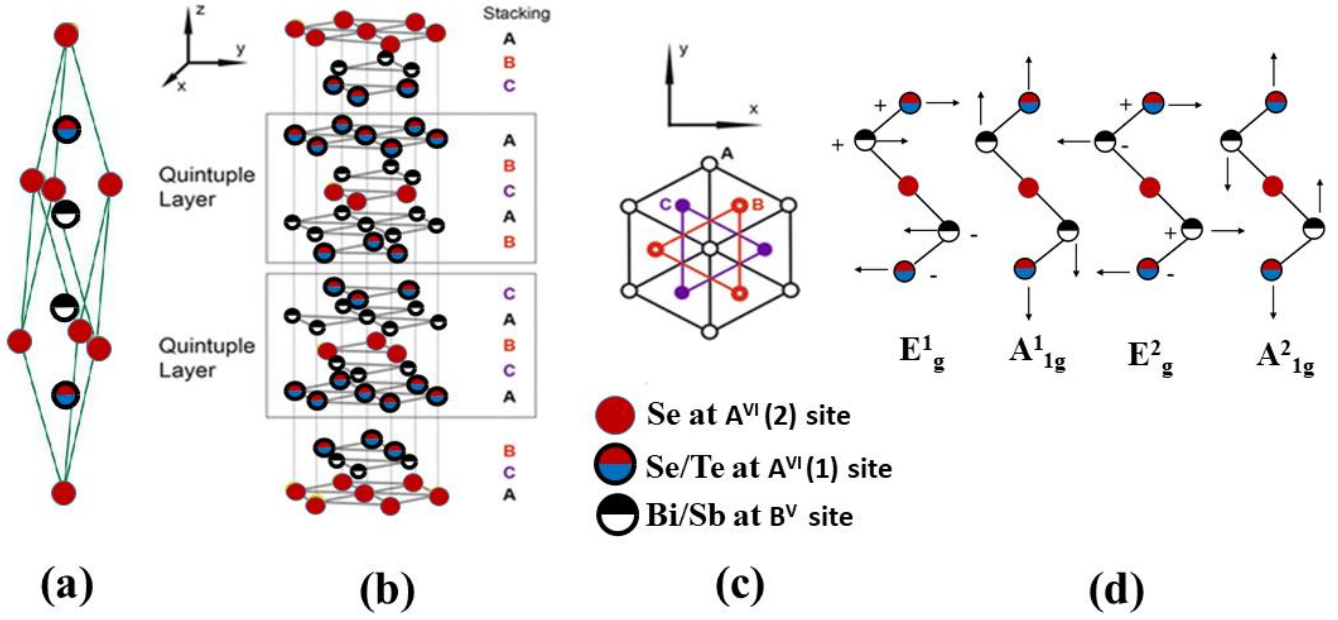 z
y
x
Stacking
A
B
C
Quintuple
Layer
A
B
C
A
B
Quintuple
Layer
C
A
B
C
A
B
C
A
y
x
A
C
B
+
+
-
-
+
-
+
-
E¹g
A¹1g
E²g
A²1g
Se at Aⱽᴵ(2) site
Se/Te at Aⱽᴵ(1) site
Bi/Sb at Bⱽ site
(a)
(b)
(c)
(d)